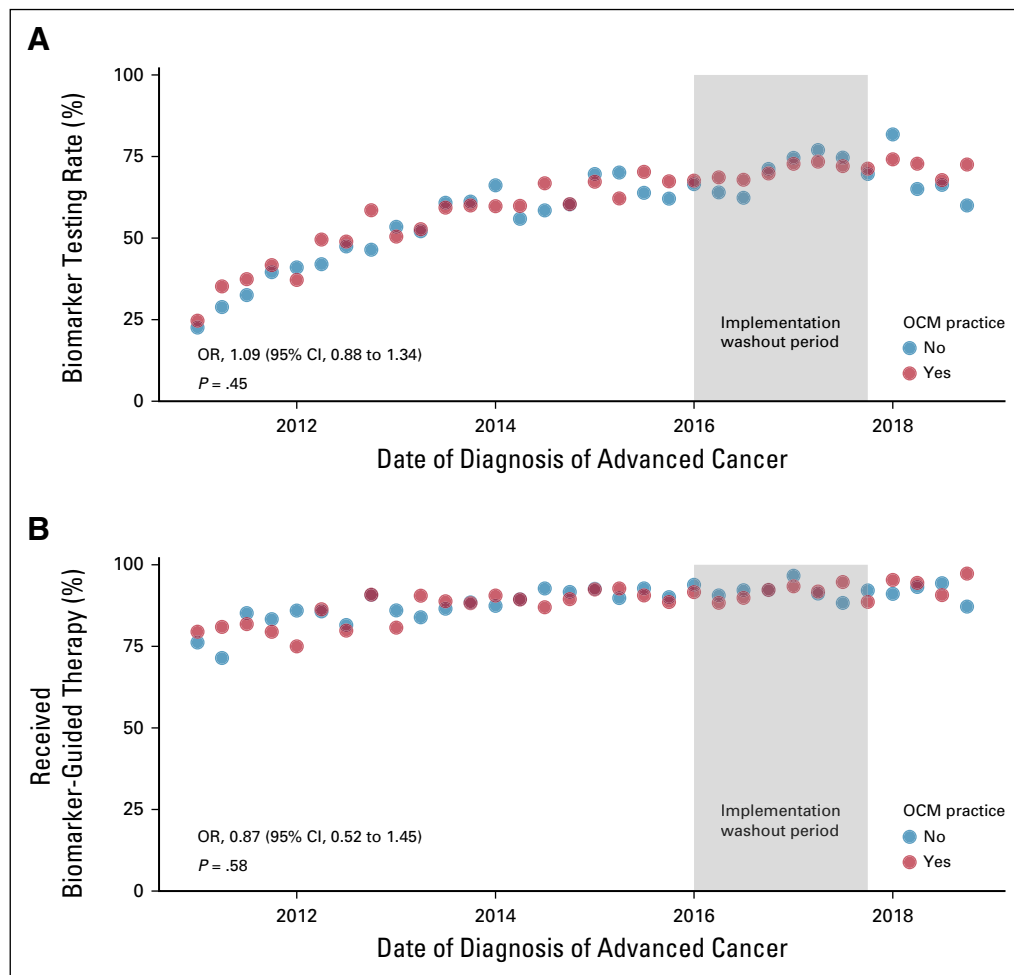 A
Biomarker Testing Rate (%)
100
75
50
25
0
OR, 1.09 (95% CI, 0.88 to 1.34)
P = .45
Implementation
washout period
OCM practice
No
Yes
2012
2014
2016
2018
Date of Diagnosis of Advanced Cancer
B
Received
Biomarker-Guided Therapy (%)
100
75
50
25
0
OR, 0.87 (95% CI, 0.52 to 1.45)
P = .58
Implementation
washout period
OCM practice
No
Yes
2012
2014
2016
2018
Date of Diagnosis of Advanced Cancer